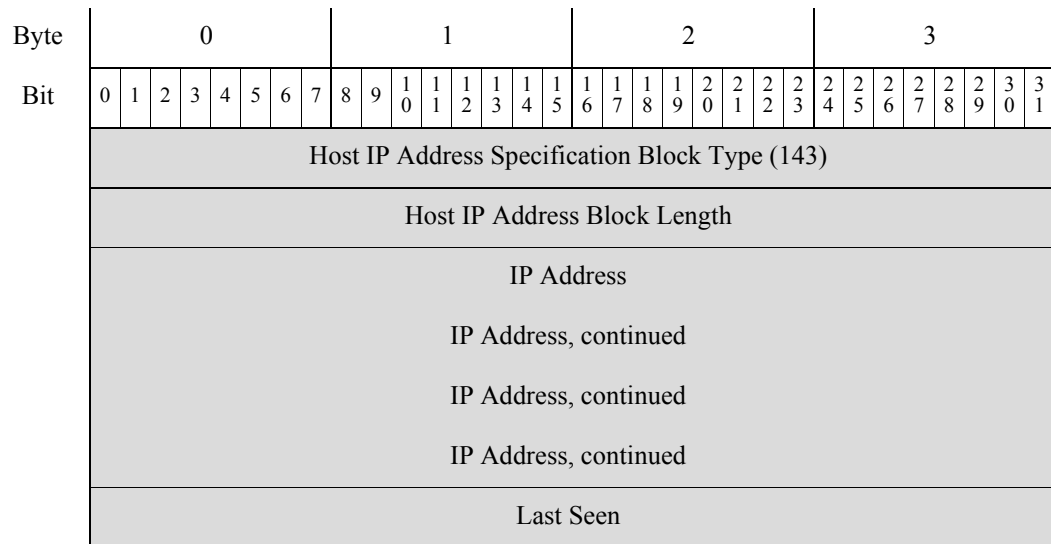 Byte 0 1 2 3
Bit 0 1 2 3 4 5 6 7 8 9 10 11 12 13 14 15 16 17 18 19 20 21 22 23 24 25 26 27 28 29 30 31
Host IP Address Specification Block Type (143)
Host IP Address Block Length
IP Address
IP Address, continued
IP Address, continued
IP Address, continued
Last Seen